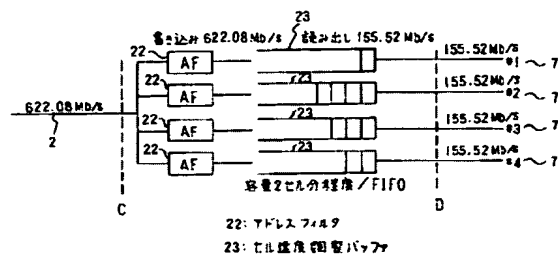 23
22 書き込み 622.08Mb/s 読み出し 155.52Mb/s
AF 155.52Mb/s #1 7
22 AF 23 155.52Mb/s #2 7
622.08Mb/s
2
22 AF 23 155.52Mb/s #3 7
22 AF 23 155.52Mb/s #4 7
容量2セル分程度/FIFO
C D
22: アドレスフィルタ
23: セル速度調整バッファ